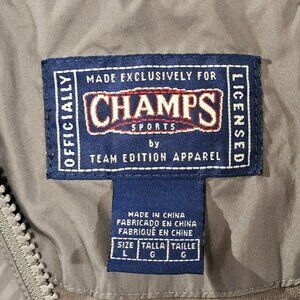 OFFICIALLY
MADE EXCLUSIVELY FOR
CHAMPS
SPORTS
by
TEAM EDITION APPAREL
LICENSED
MADE IN CHINA
FABRICADO EN CHINA
FABRIQUÉ EN CHINE
SIZE TALLA TAILLE
L G G